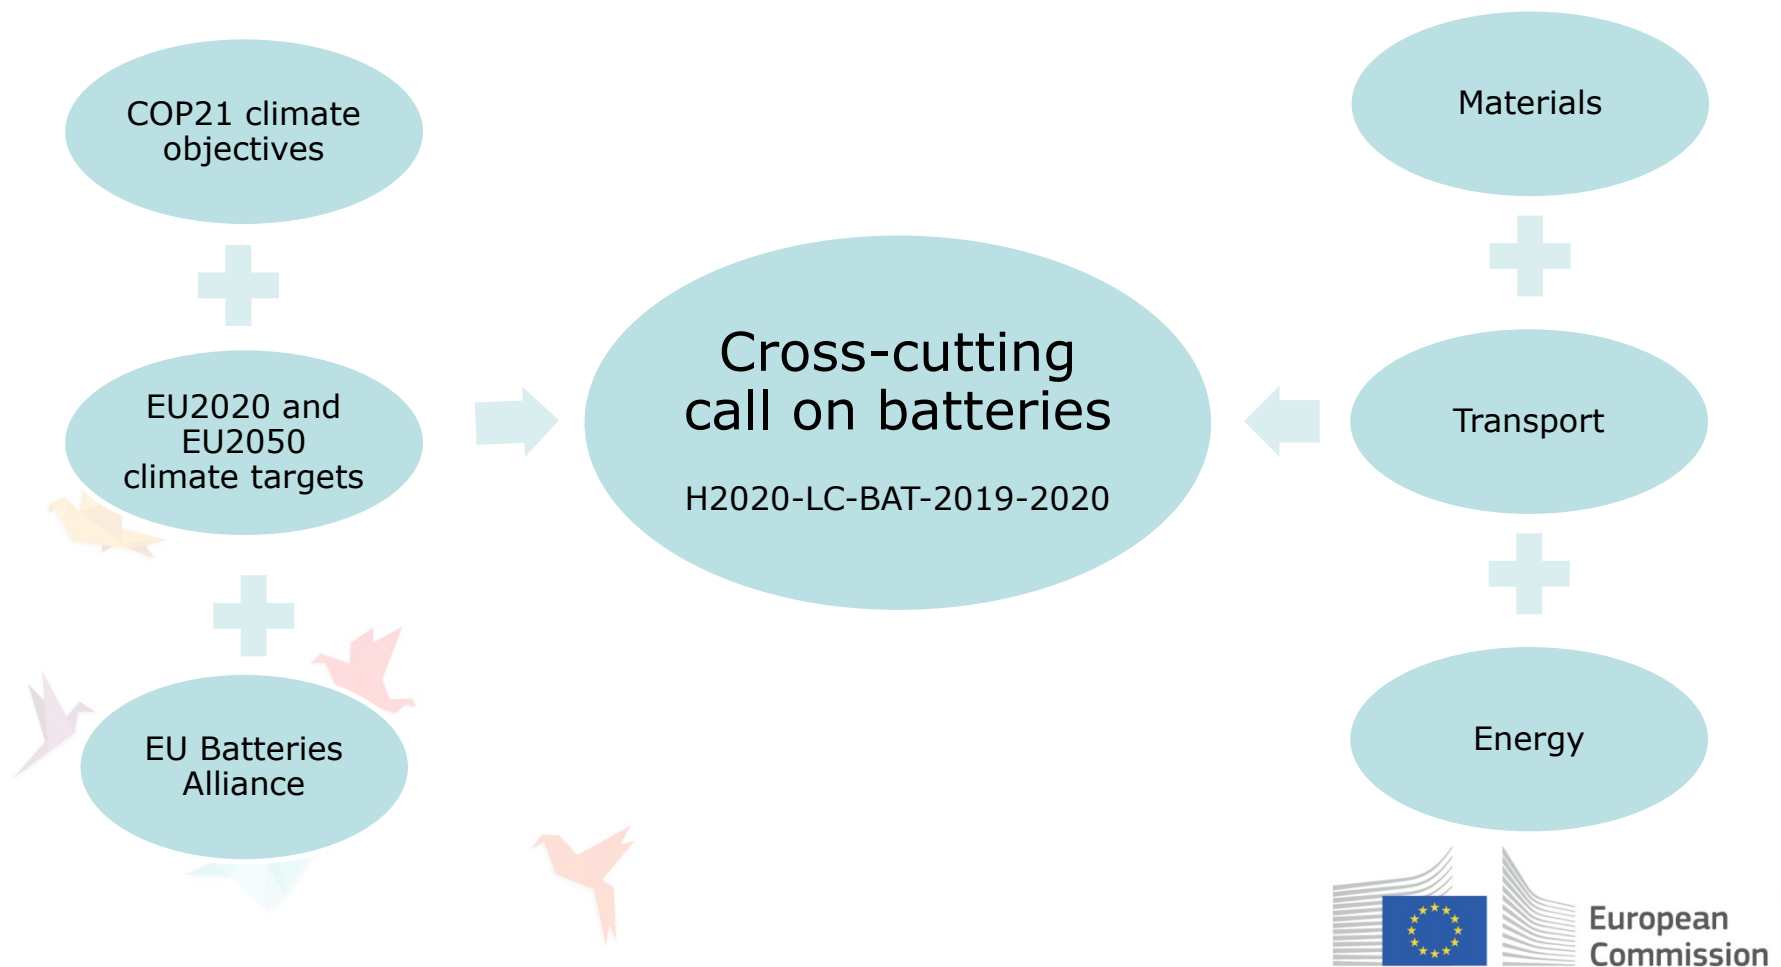 COP21 climate
objectives
EU2020 and
EU2050
climate targets
EU Batteries
Alliance
Cross-cutting
call on batteries
H2020-LC-BAT-2019-2020
Materials
Transport
Energy
European
Commission